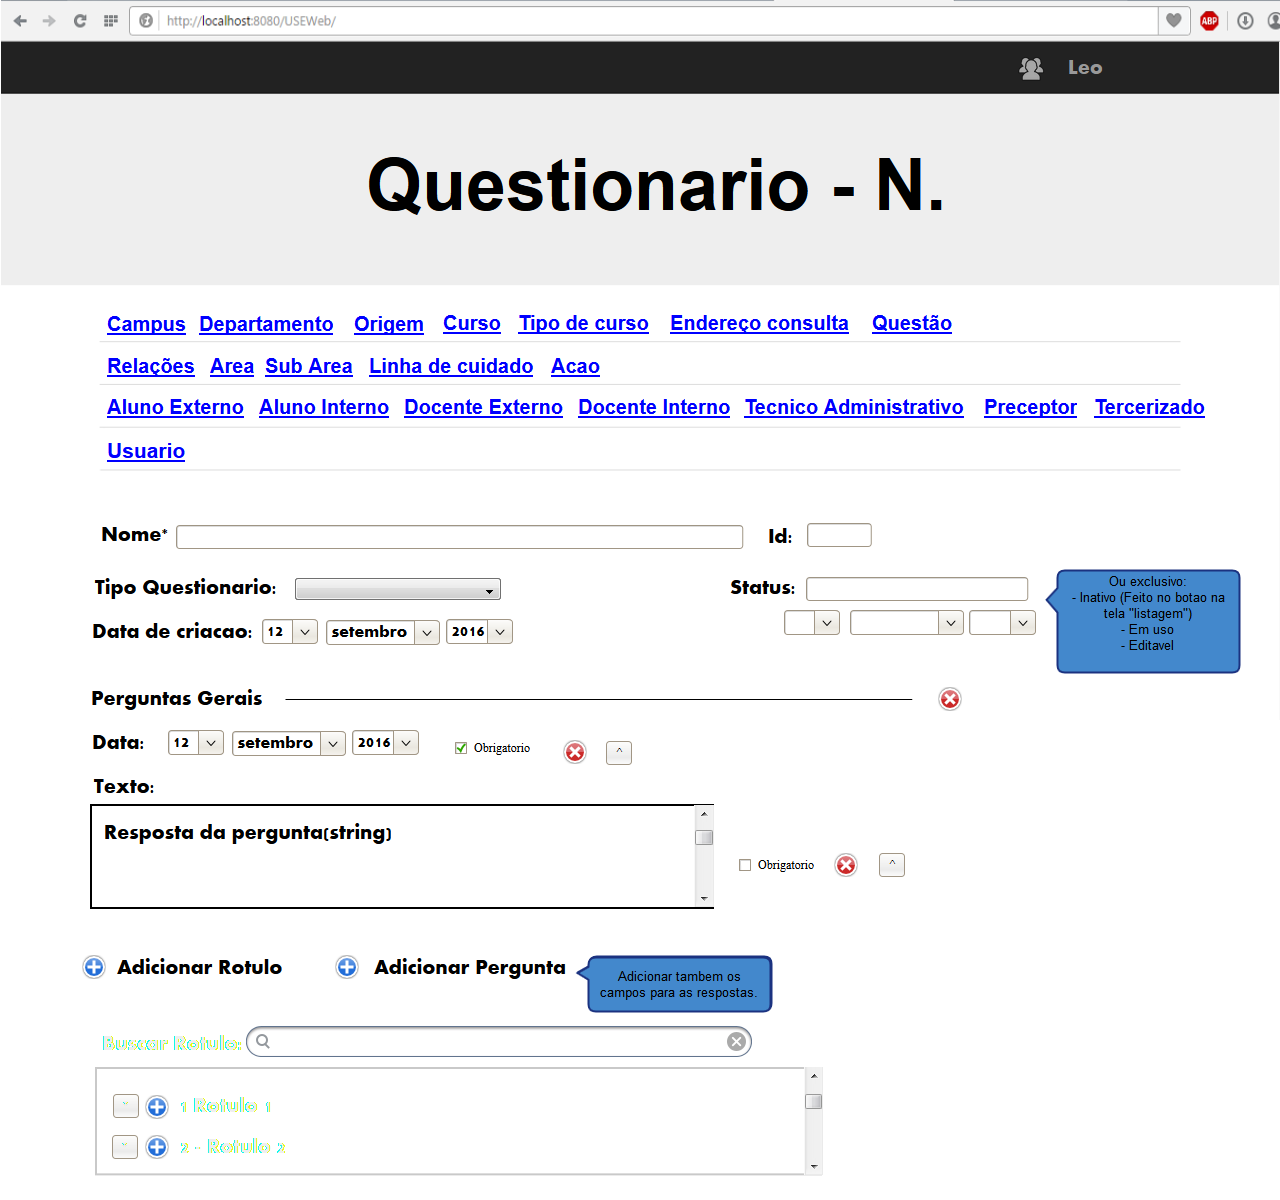 http://localhost:8080/USEWeb/
ABP
Leo
Questionario - N.
Campus Departamento Origem Curso Tipo de curso Endereço consulta Questão
Relações Area Sub Area Linha de cuidado Acao
Aluno Externo Aluno Interno Docente Externo Docente Interno Tecnico Administrativo Preceptor Tercerizado
Usuario
Nome* Id:
Tipo Questionario: Status:
Data de criacao: 12 setembro 2016
Ou exclusivo:
- Inativo (Feito no botao na
tela "listagem")
- Em uso
- Editavel
Perguntas Gerais
Data: 12 setembro 2016 Obrigatorio ^
Texto:
Resposta da pergunta(string)
Obrigatorio ^
Adicionar Rotulo Adicionar Pergunta
Adicionar tambem os
campos para as respostas.
Buscar Rotulo:
1 Rotulo 1
2 - Rotulo 2